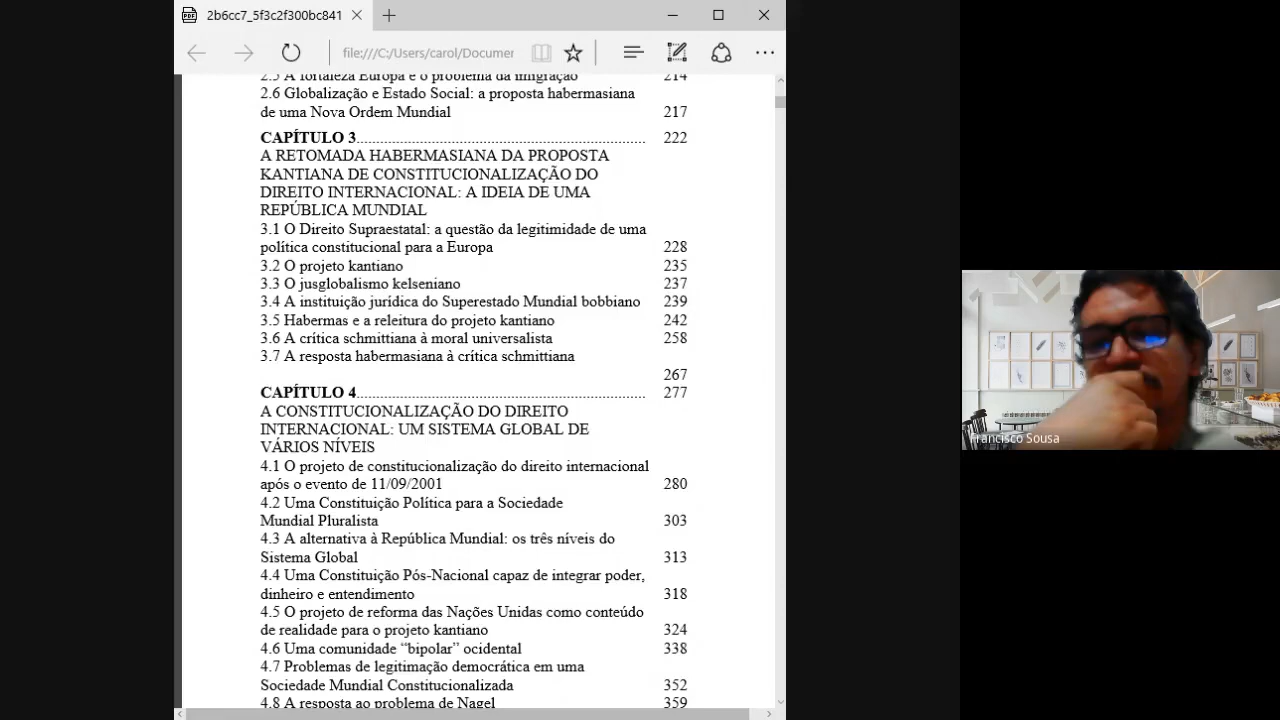 2b6cc7_5f3c2f300bc841
file:///C:/Users/carol/Documer
2.5 A fortaleza Europa e o problema da imigração 214
2.6 Globalização e Estado Social: a proposta habermasiana
de uma Nova Ordem Mundial 217
CAPÍTULO 3 222
A RETOMADA HABERMASIANA DA PROPOSTA
KANTIANA DE CONSTITUCIONALIZAÇÃO DO
DIREITO INTERNACIONAL: A IDEIA DE UMA
REPÚBLICA MUNDIAL
3.1 O Direito Supraestatal: a questão da legitimidade de uma
política constitucional para a Europa 228
3.2 O projeto kantiano 235
3.3 O jusglobalismo kelseniano 237
3.4 A instituição jurídica do Superestado Mundial bobbiano 239
3.5 Habermas e a releitura do projeto kantiano 242
3.6 A crítica schmittiana à moral universalista 258
3.7 A resposta habermasiana à crítica schmittiana
267
CAPÍTULO 4 277
A CONSTITUCIONALIZAÇÃO DO DIREITO
INTERNACIONAL: UM SISTEMA GLOBAL DE
VÁRIOS NÍVEIS
4.1 O projeto de constitucionalização do direito internacional
após o evento de 11/09/2001 280
4.2 Uma Constituição Política para a Sociedade
Mundial Pluralista 303
4.3 A alternativa à República Mundial: os três níveis do
Sistema Global 313
4.4 Uma Constituição Pós-Nacional capaz de integrar poder,
dinheiro e entendimento 318
4.5 O projeto de reforma das Nações Unidas como conteúdo
de realidade para o projeto kantiano 324
4.6 Uma comunidade “bipolar” ocidental 338
4.7 Problemas de legitimação democrática em uma
Sociedade Mundial Constitucionalizada 352
4.8 A resposta ao problema de Nagel 359
Francisco Sousa